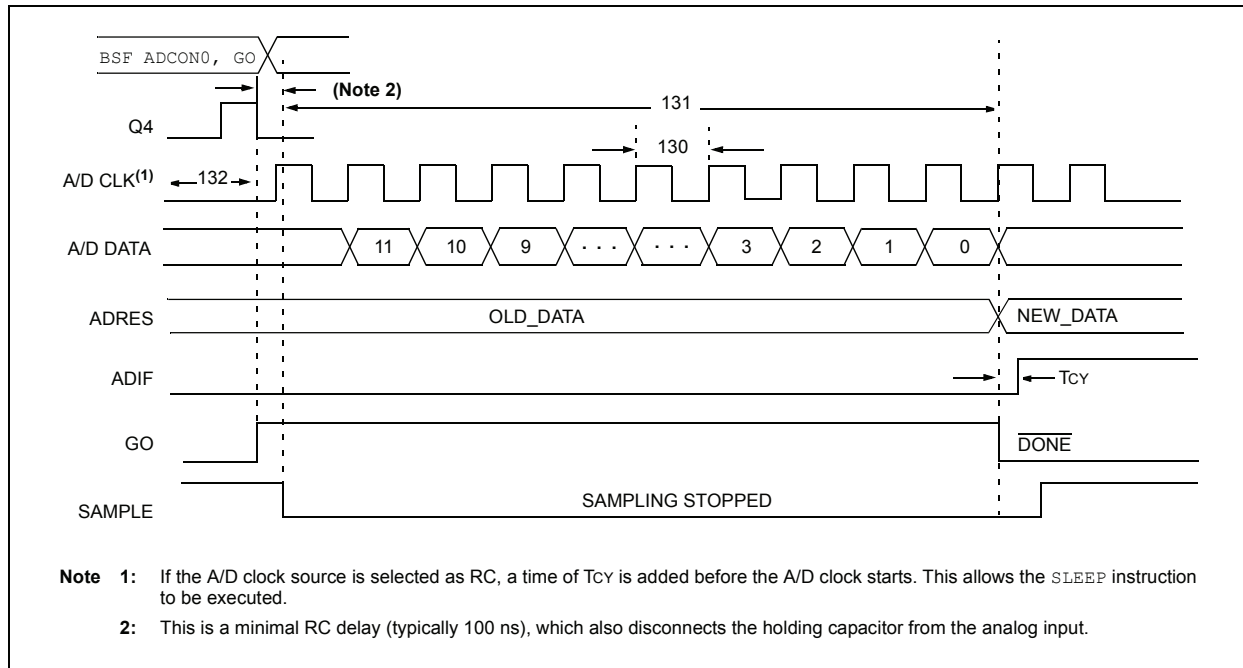 BSF ADCON0, GO
(Note 2)
131
Q4
130
A/D CLK(1)
132
A/D DATA
11 10 9 . . . . . . 3 2 1 0
ADRES
OLD_DATA
NEW_DATA
ADIF
TCY
GO
DONE
SAMPLE
SAMPLING STOPPED
Note 1: If the A/D clock source is selected as RC, a time of TCY is added before the A/D clock starts. This allows the SLEEP instruction
to be executed.
2: This is a minimal RC delay (typically 100 ns), which also disconnects the holding capacitor from the analog input.